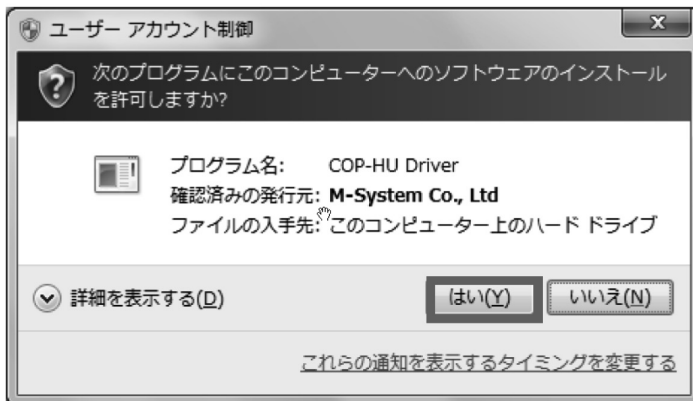 ユーザー アカウント制御
次のプログラムにこのコンピューターへのソフトウェアのインストール
を許可しますか?
プログラム名: COP-HU Driver
確認済みの発行元: M-System Co., Ltd
ファイルの入手先: このコンピューター上のハード ドライブ
詳細を表示する(D)
はい(Y)
いいえ(N)
これらの通知を表示するタイミングを変更する